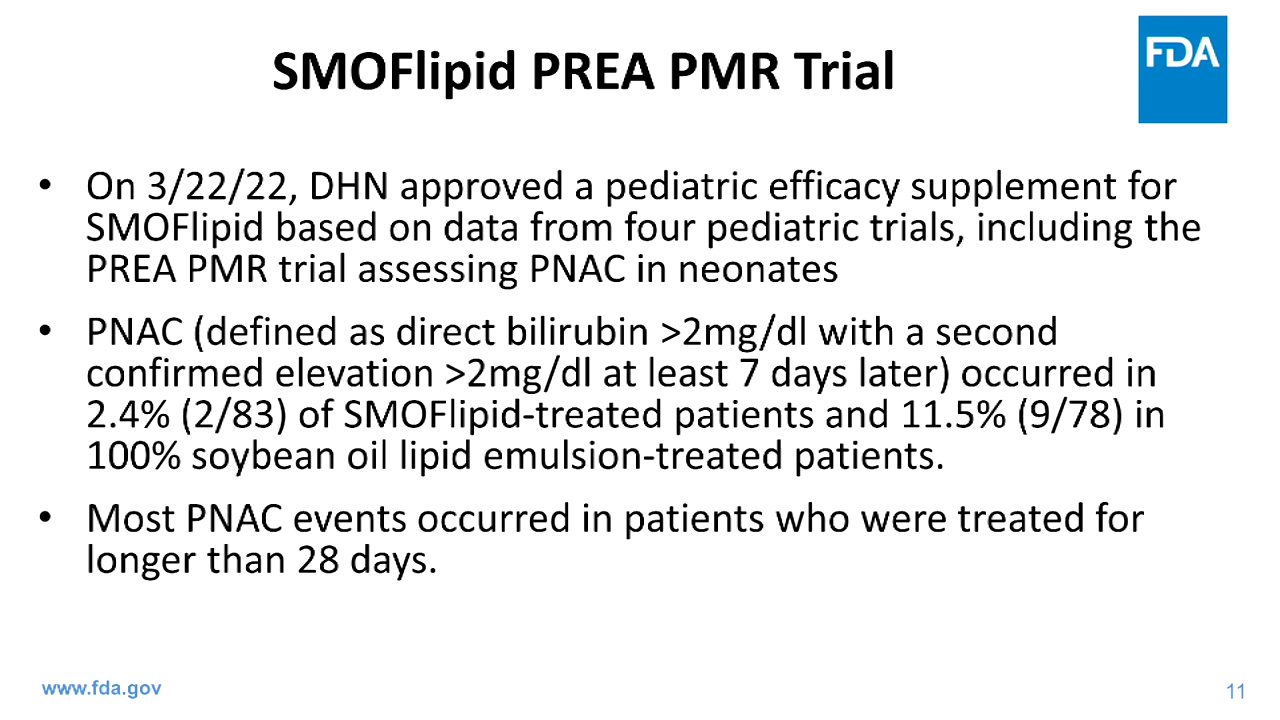 SMOFlipid PREA PMR Trial
FDA
• On 3/22/22, DHN approved a pediatric efficacy supplement for
SMOFlipid based on data from four pediatric trials, including the
PREA PMR trial assessing PNAC in neonates
• PNAC (defined as direct bilirubin >2mg/dl with a second
confirmed elevation >2mg/dl at least 7 days later) occurred in
2.4% (2/83) of SMOFlipid-treated patients and 11.5% (9/78) in
100% soybean oil lipid emulsion-treated patients.
• Most PNAC events occurred in patients who were treated for
longer than 28 days.
www.fda.gov
11